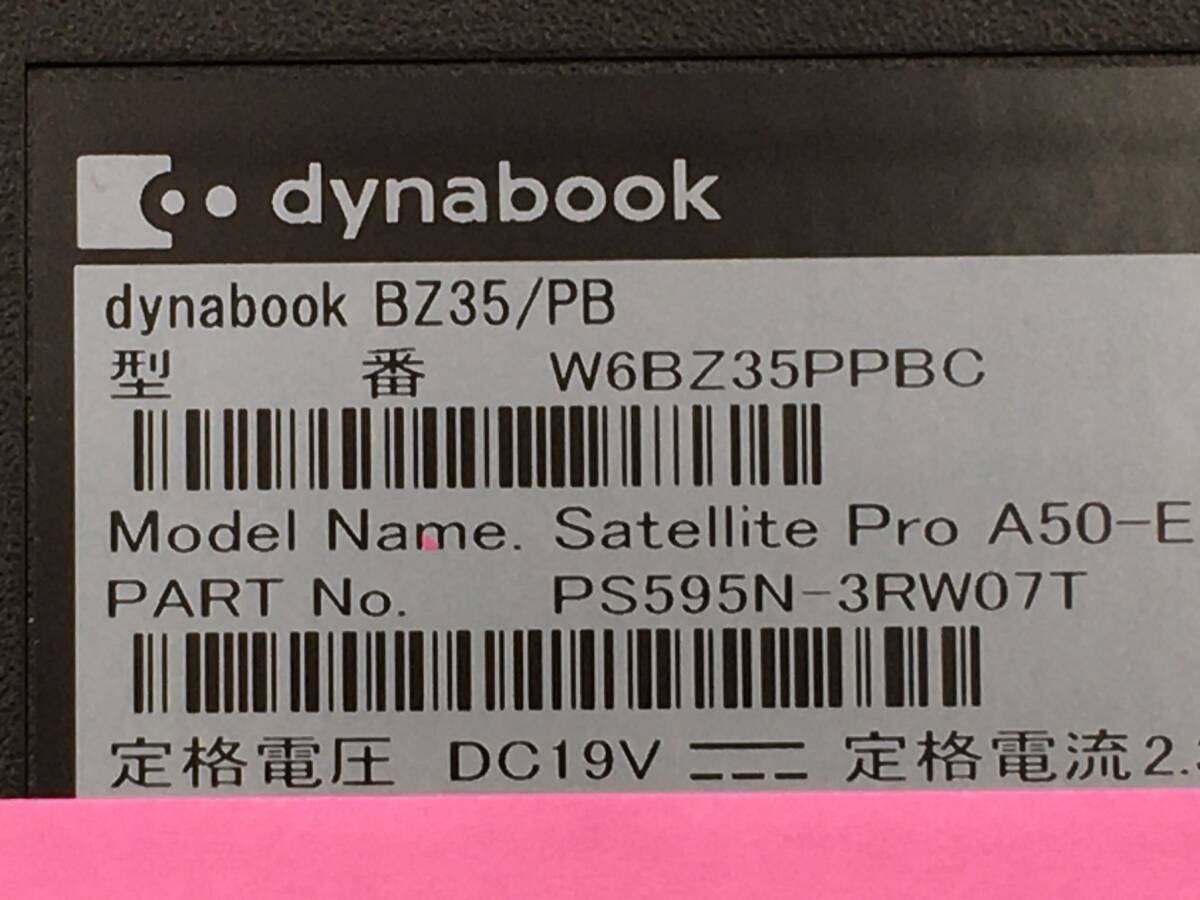 dynabook
dynabook BZ35/PB
型 番 W6BZ35PPBC
Model Name. Satellite Pro A50-E
PART No. PS595N-3RW07T
定格電圧 DC19V 定格電流2.